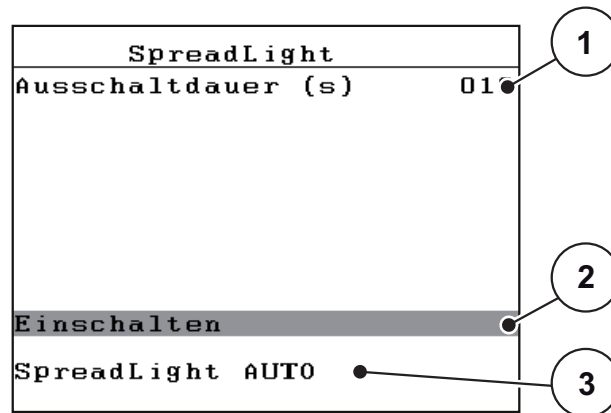 SpreadLight
1
Ausschaltdauer (s)
2
Einschalten
SpreadLight AUTO
3